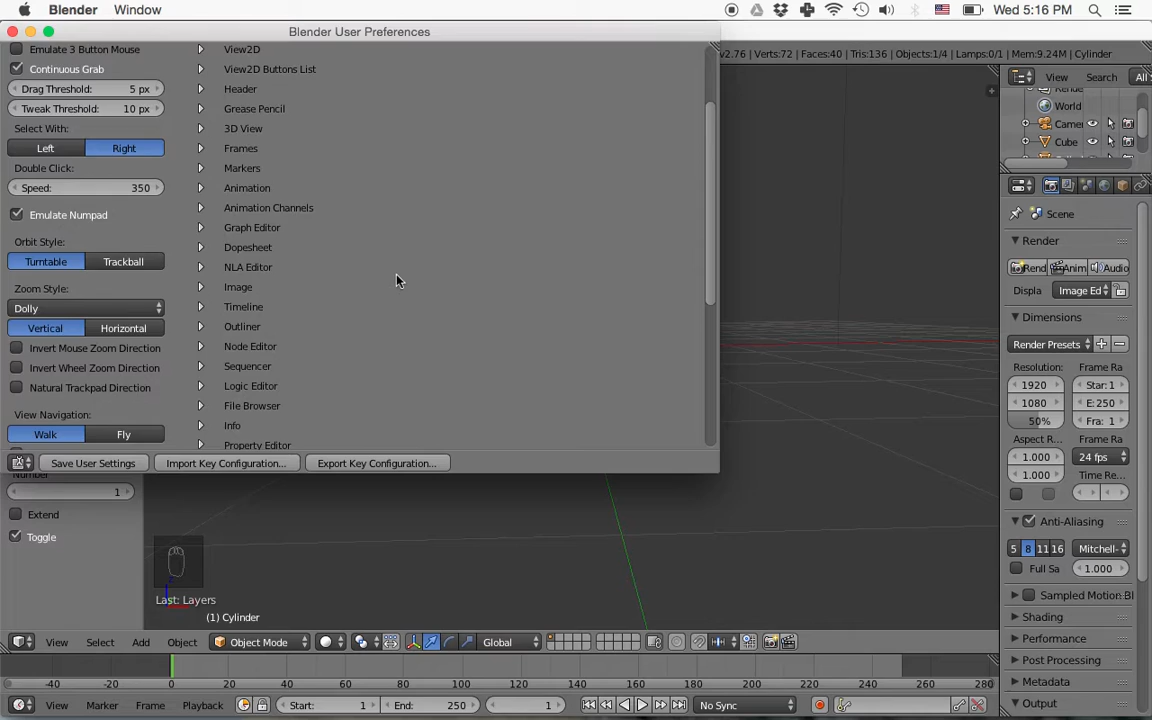 Blender Window
Wed 5:16 PM
Blender User Preferences
v2.76 | Verts:72 | Faces:40 | Tris:136 | Objects:1/4 | Lamps:0/1 | Mem:9.24M | Cylinder
Emulate 3 Button Mouse
Continuous Grab
Drag Threshold: 5 px
Tweak Threshold: 10 px
Select With:
Left Right
Double Click:
Speed: 350
Emulate Numpad
Orbit Style:
Turntable Trackball
Zoom Style:
Dolly
Vertical Horizontal
Invert Mouse Zoom Direction
Invert Wheel Zoom Direction
Natural Trackpad Direction
View Navigation:
Walk Fly
View2D
View2D Buttons List
Header
Grease Pencil
3D View
Frames
Markers
Animation
Animation Channels
Graph Editor
Dopesheet
NLA Editor
Image
Timeline
Outliner
Node Editor
Sequencer
Logic Editor
File Browser
Info
Property Editor
Save User Settings Import Key Configuration... Export Key Configuration...
Number
1
Extend
Toggle
Last: Layers
(1) Cylinder
View Select Add Object Object Mode Global
-40 -20 0 20 40 60 80 100 120 140 160 180 200 220 240 260 280
View Marker Frame Playback Start: 1 End: 250 1 No Sync
View Search All
World
Camer
Cube
Scene
Render
Rend Anim Audio
Displa Image Ed
Dimensions
Render Presets
Resolution: Frame Ra
1920 Star:1
1080 E:250
50% Fra: 1
Aspect R... Frame Ra
1.000 24 fps
1.000 Time Re...
Anti-Aliasing
5 8 11 16 Mitchell-
Full Sa 1.000
Sampled Motion Bl
Shading
Performance
Post Processing
Metadata
Output